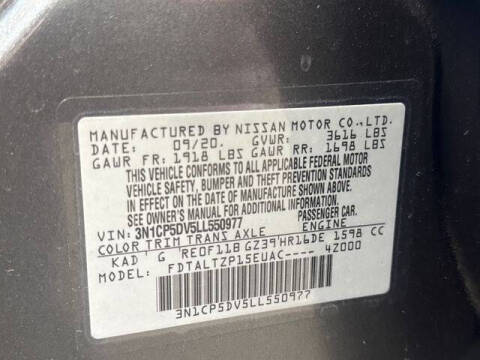 MANUFACTURED BY NISSAN MOTOR CO.,LTD.
DATE: 09/20. GVWR: 3616 LBS
GAWR FR: 1918 LBS GAWR RR: 1698 LBS
THIS VEHICLE CONFORMS TO ALL APPLICABLE FEDERAL MOTOR
VEHICLE SAFETY, BUMPER AND THEFT PREVENTION STANDARDS
IN EFFECT ON THE DATE OF MANUFACTURE SHOWN ABOVE.
SEE OWNER'S MANUAL FOR ADDITIONAL INFORMATION.
VIN: 3N1CP5DV5LL550977 PASSENGER CAR.
COLOR TRIM TRANS AXLE ENGINE
KAD G RE0F11B GZ39 HR16DE 1598 CC
MODEL: FDTALTZP15EUAC---- 4Z000
3N1CP5DV5LL550977